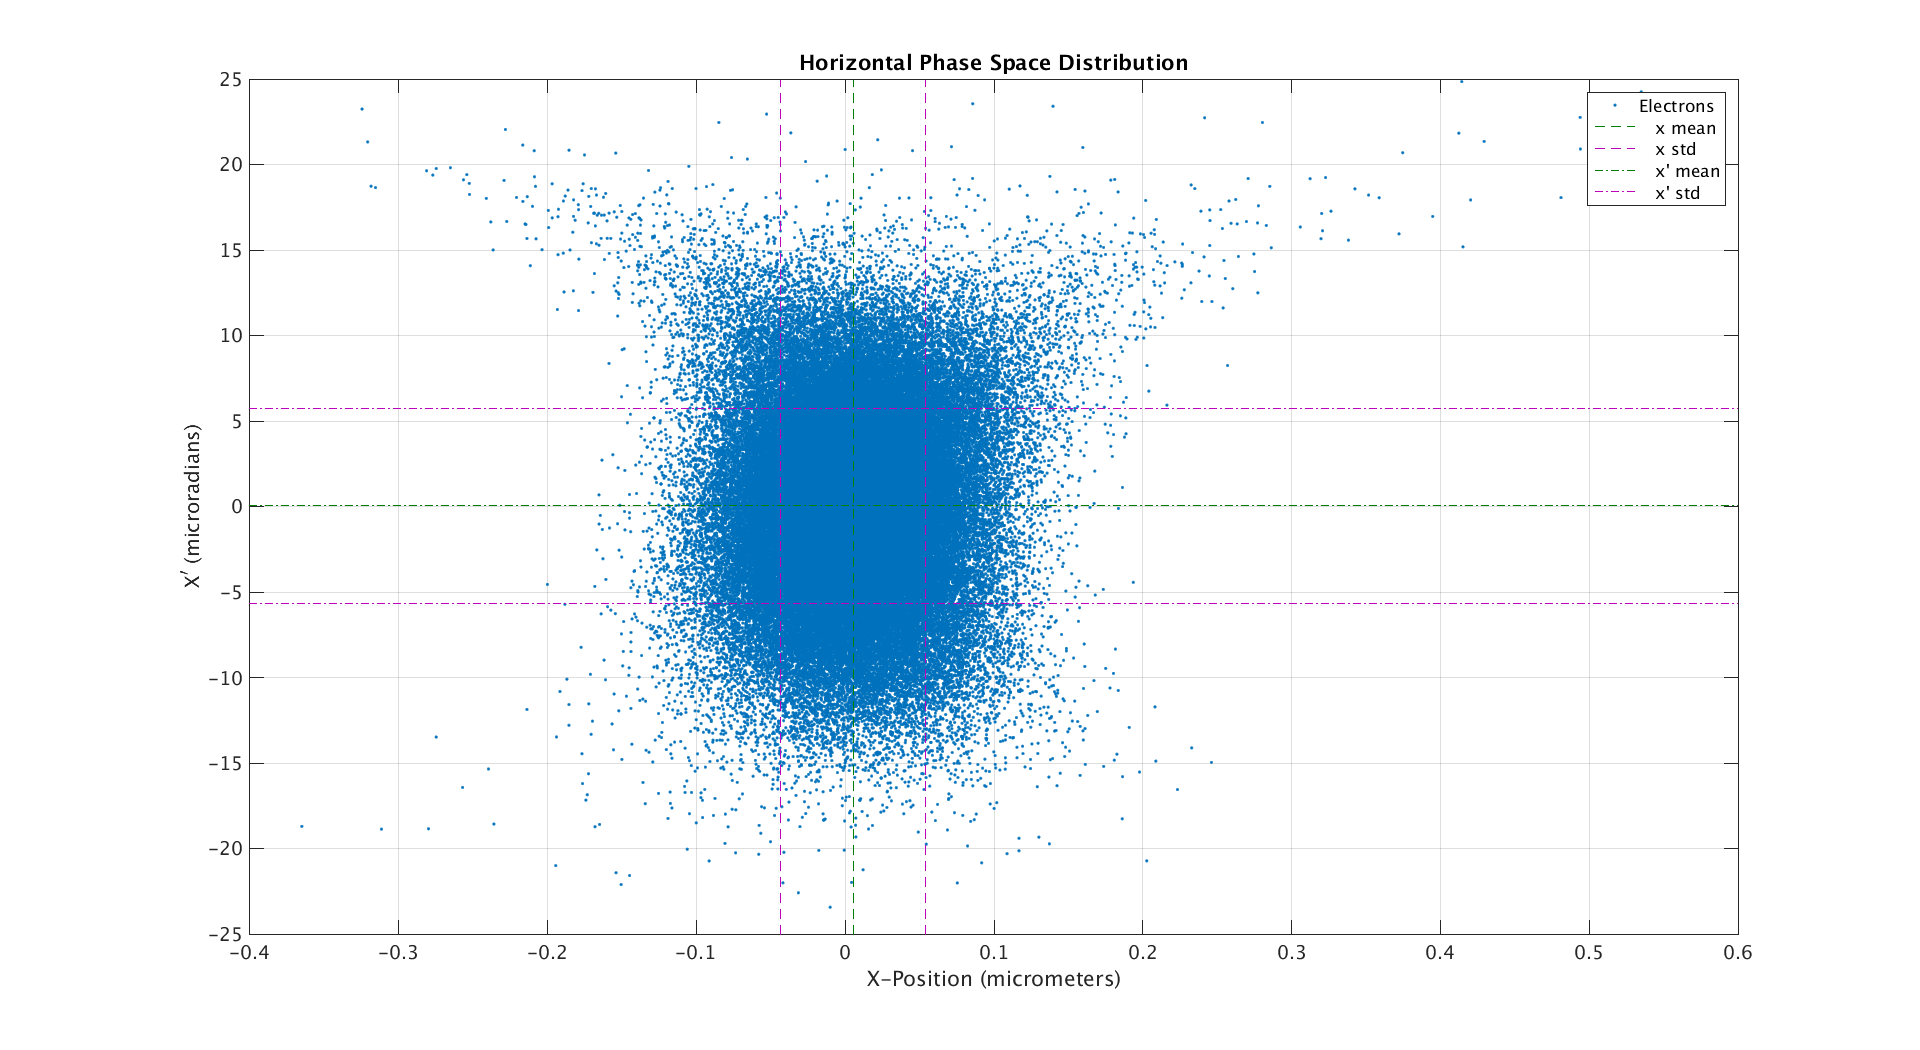 Horizontal Phase Space Distribution
25
20
15
10
5
0
−5
−10
−15
−20
−25
X′ (microradians)
Electrons
x mean
x std
x' mean
x' std
−0.4 −0.3 −0.2 −0.1 0 0.1 0.2 0.3 0.4 0.5 0.6
X−Position (micrometers)